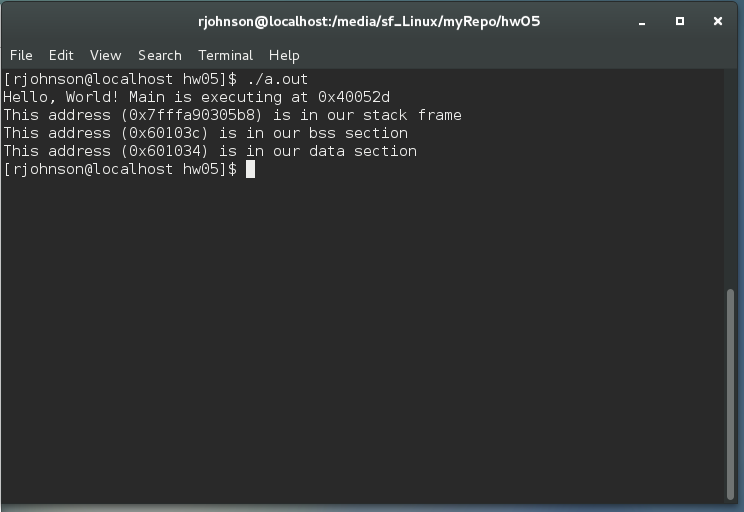 rjohnson@localhost:/media/sf_Linux/myRepo/hw05
File Edit View Search Terminal Help
[rjohnson@localhost hw05]$ ./a.out
Hello, World! Main is executing at 0x40052d
This address (0x7fffa90305b8) is in our stack frame
This address (0x60103c) is in our bss section
This address (0x601034) is in our data section
[rjohnson@localhost hw05]$